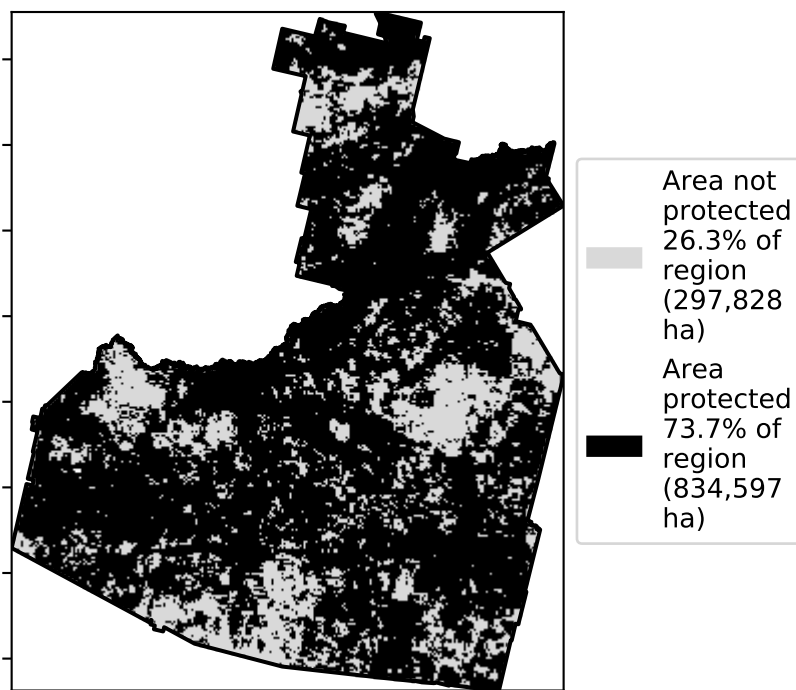 Area not
protected
26.3% of
region
(297,828
ha)
Area
protected
73.7% of
region
(834,597
ha)